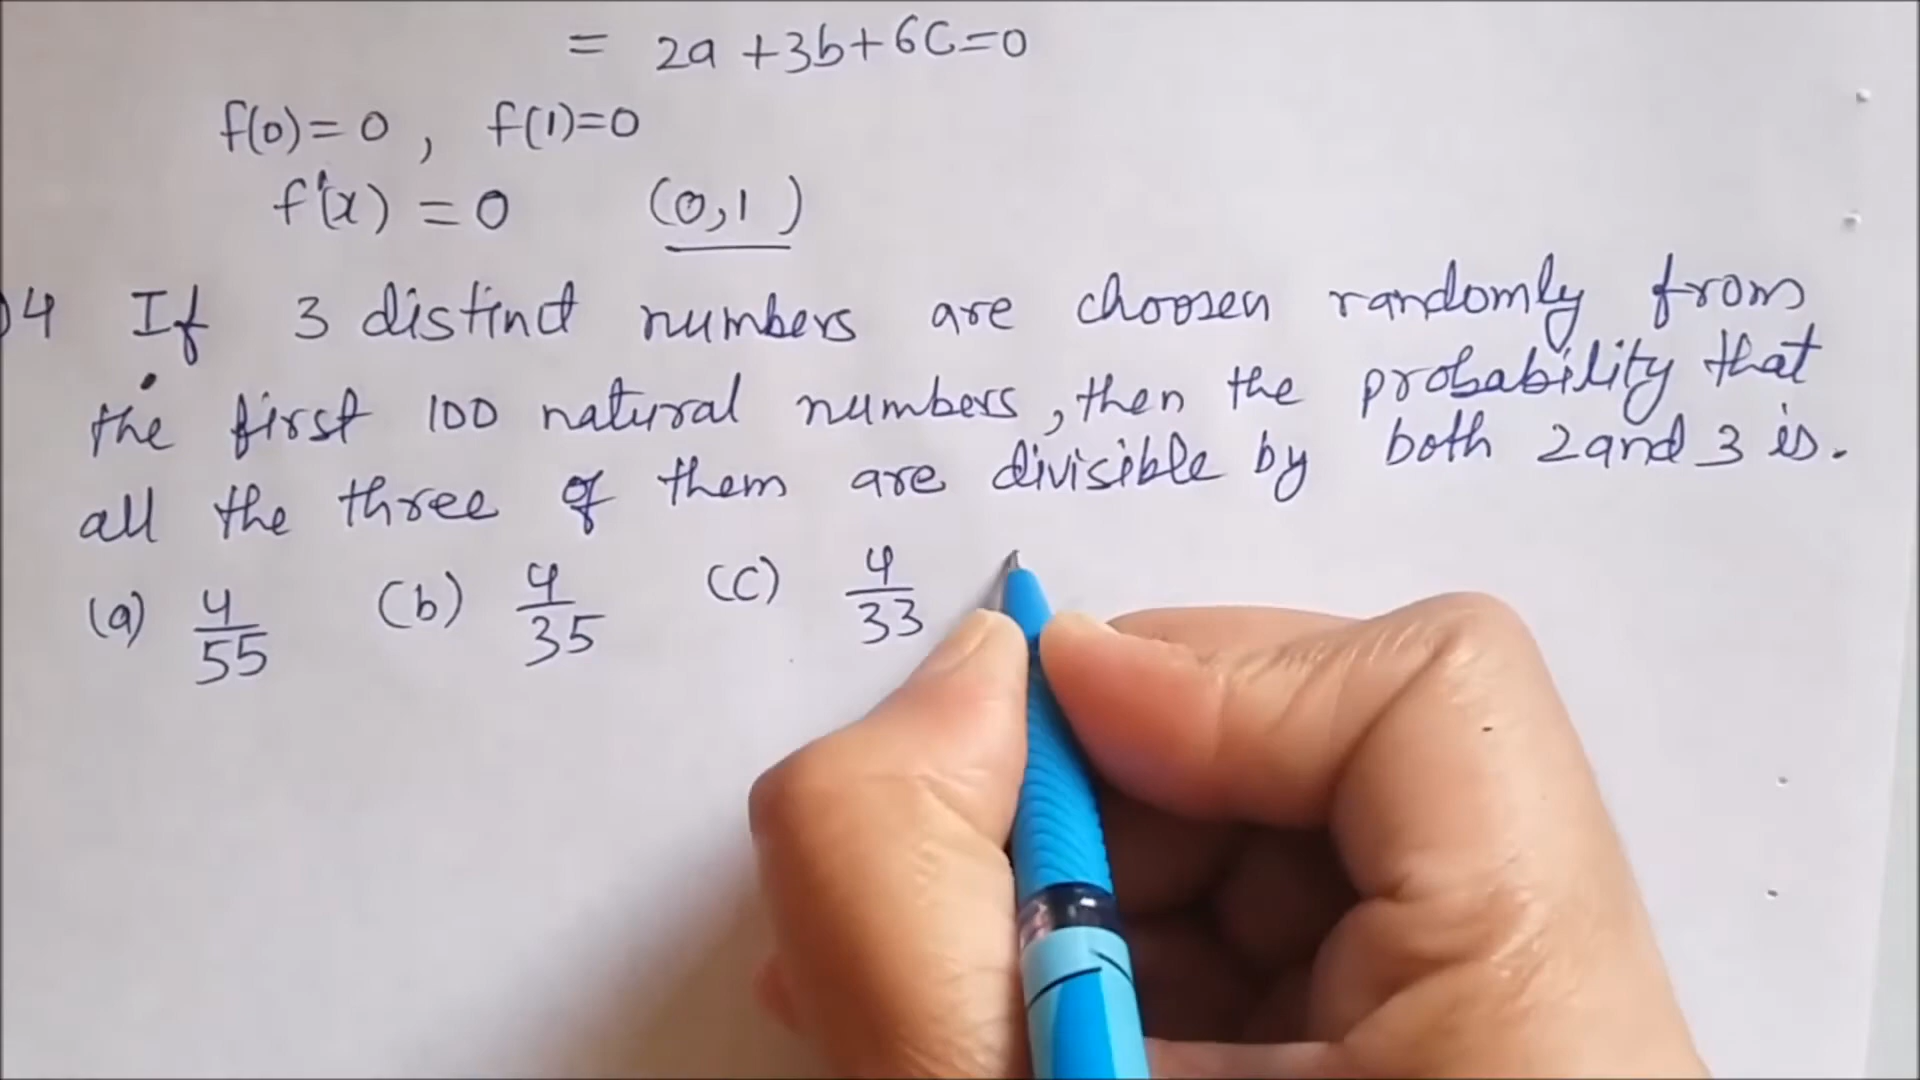 = 2a + 3b + 6C = 0
f(0) = 0 , f(1) = 0
f'(x) = 0 (0,1)
4 If 3 distinct numbers are choosen randomly from
the first 100 natural numbers, then the probability that
all the three of them are divisible by both 2 and 3 is.
(a) 4/55 (b) 4/35 (C) 4/33